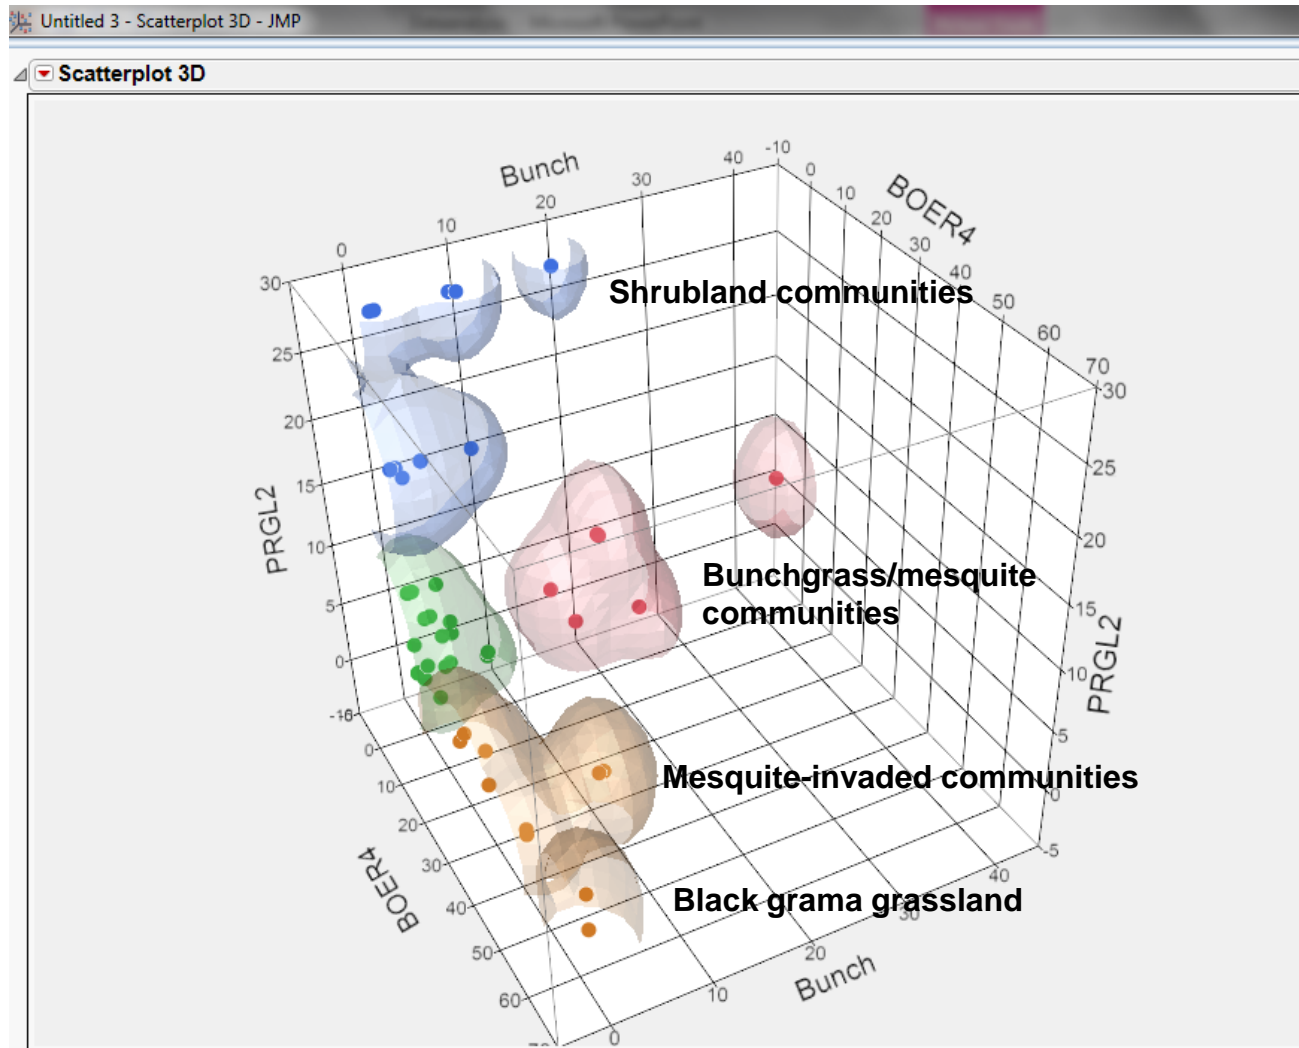 Untitled 3 - Scatterplot 3D - JMP
Scatterplot 3D
Bunch
0 10 20 30 40
BOER4
-10 0 10 20 30 40 50 60 70
PRGL2
30 25 20 15 10 5 0
Shrubland communities
Bunchgrass/mesquite
communities
PRGL2
30 25 20 15 10 5 0 -5
Mesquite-invaded communities
BOER4
0 10 20 30 40 50 60
Black grama grassland
Bunch
0 10 20 30 40